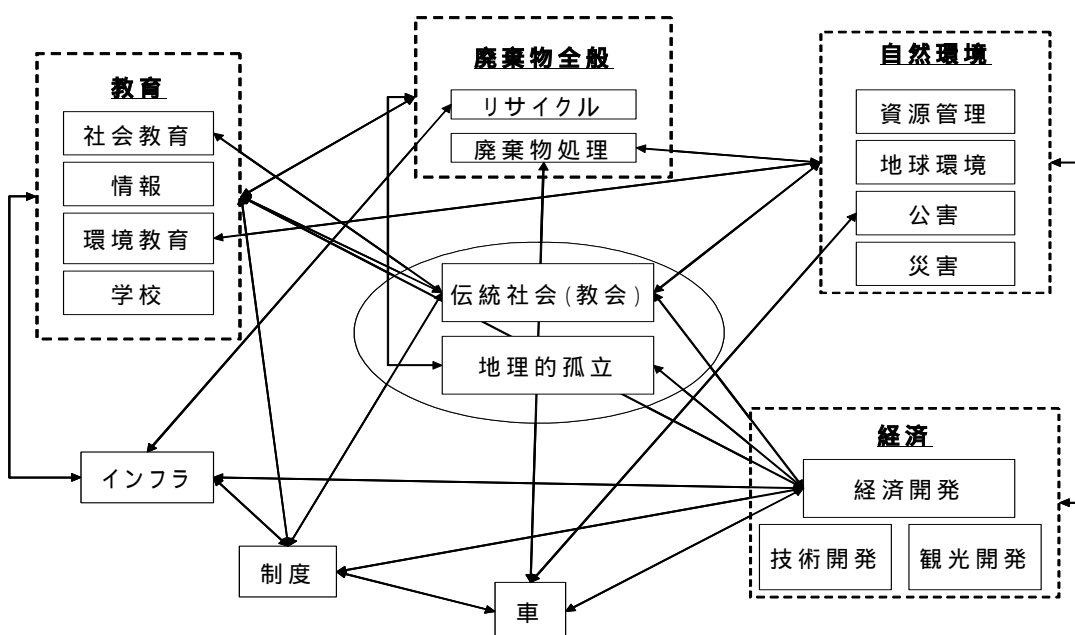 廃棄物全般
リサイクル
廃棄物処理
自然環境
資源管理
地球環境
公害
災害
教育
社会教育
情報
環境教育
学校
伝統社会(教会)
地理的孤立
経済
経済開発
技術開発
観光開発
インフラ
制度
車